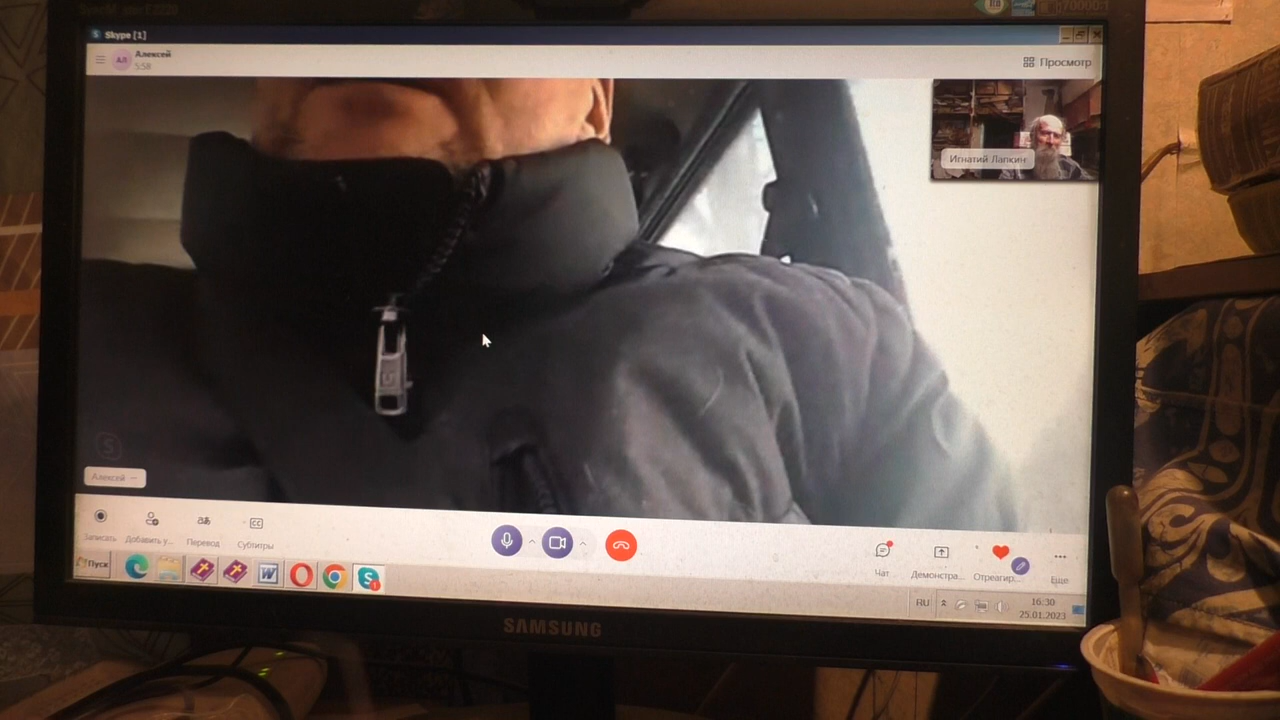 Skype [1]
Алексей
5:58
Просмотр
Игнатий Лапкин
Алексей
Записать
Добавить у...
Перевод
Субтитры
Чат
Демонстра...
Отреагир...
Еще
Пуск
RU
16:30
25.01.2023
SAMSUNG